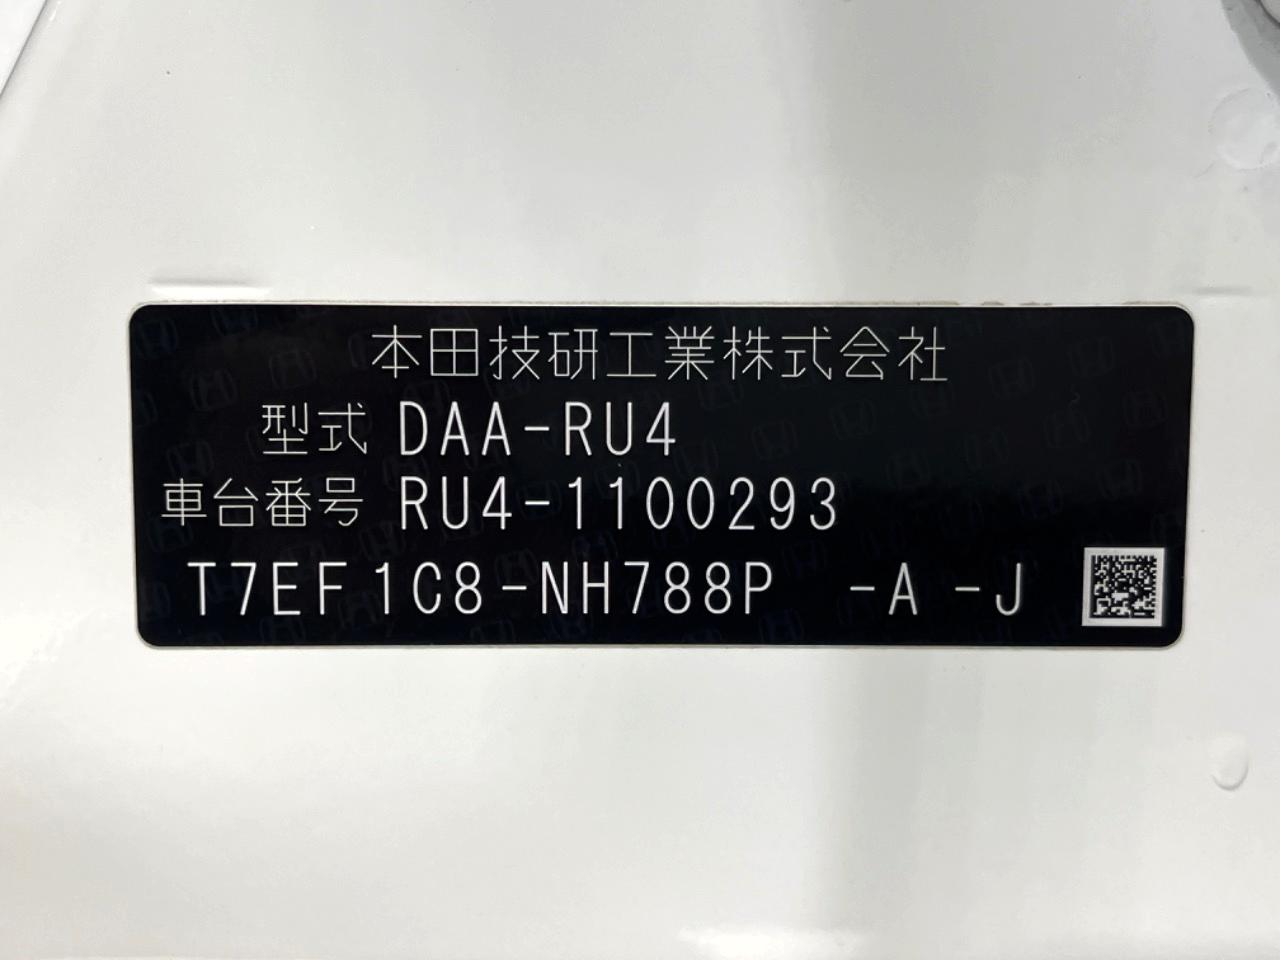 本田技研工業株式会社
型式 DAA-RU4
車台番号 RU4-1100293
T7EF1C8-NH788P -A -J